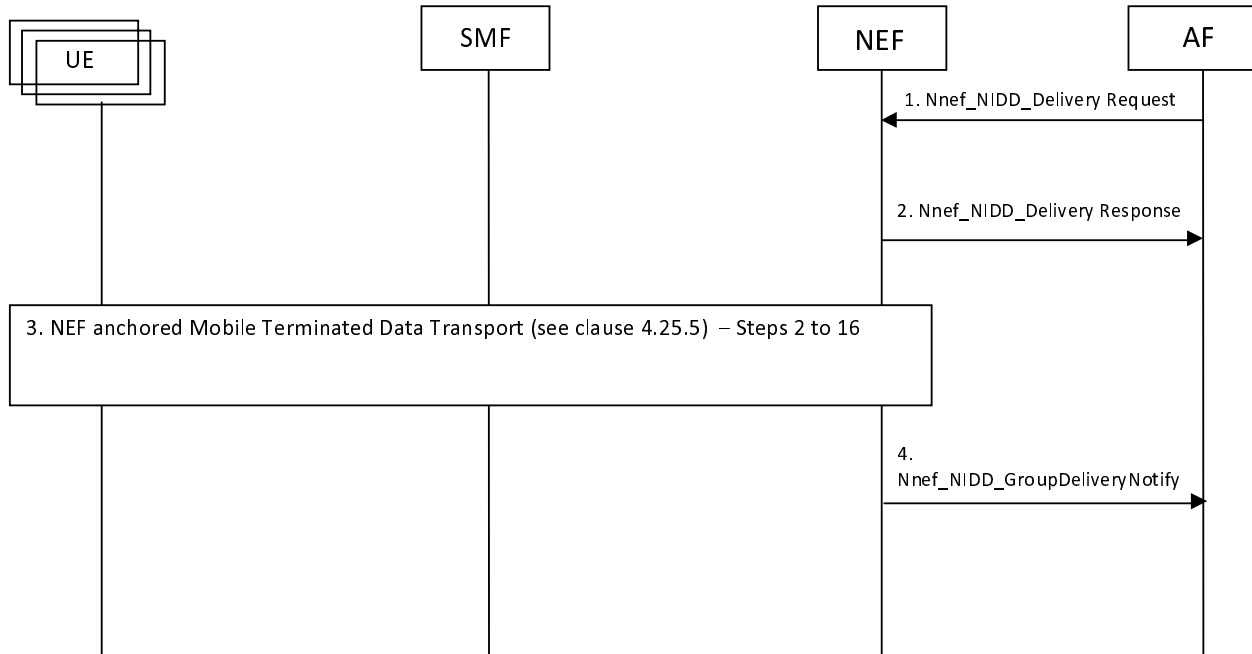 UE
SMF
NEF
AF
1. Nnef_NIDD_Delivery Request
2. Nnef_NIDD_Delivery Response
3. NEF anchored Mobile Terminated Data Transport (see clause 4.25.5) – Steps 2 to 16
4.
Nnef_NIDD_GroupDeliveryNotify